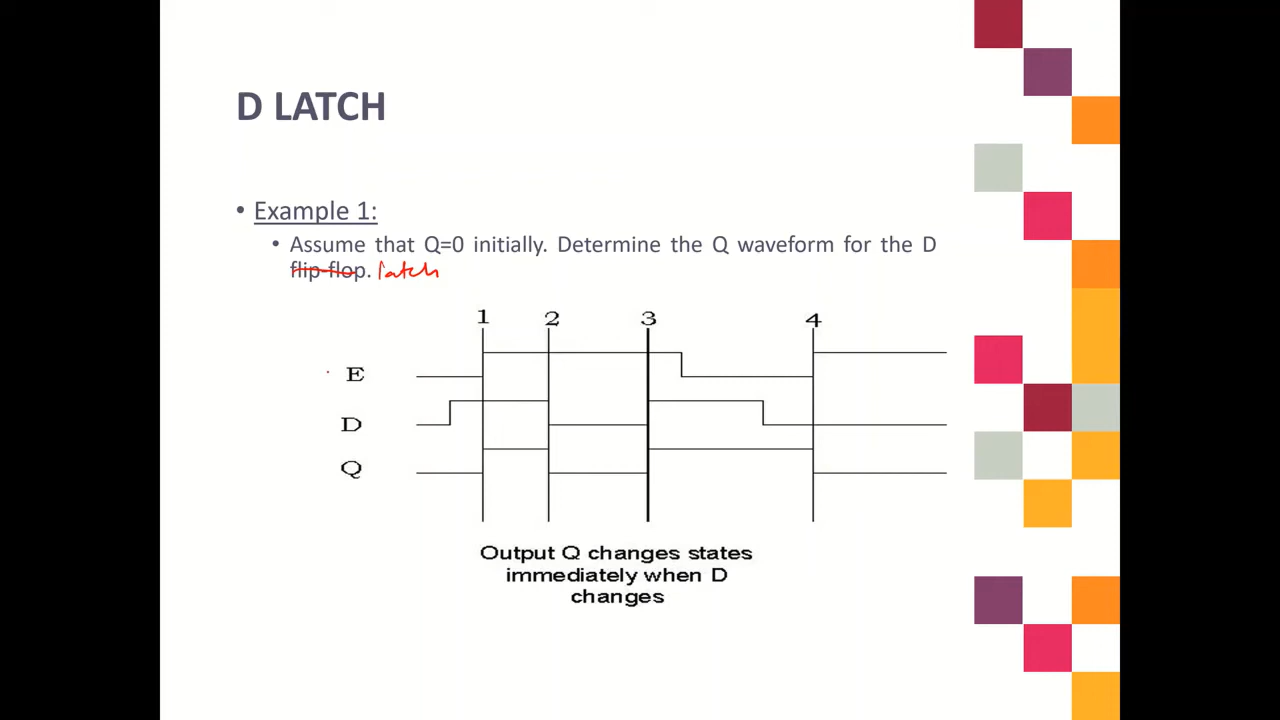 D LATCH
• Example 1:
• Assume that Q=0 initially. Determine the Q waveform for the D
flip-flop. latch
1 2 3 4
E
D
Q
Output Q changes states
immediately when D
changes